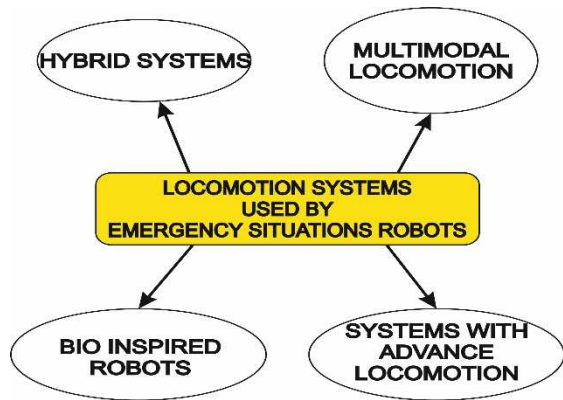 HYBRID SYSTEMS
MULTIMODAL
LOCOMOTION
LOCOMOTION SYSTEMS
USED BY
EMERGENCY SITUATIONS ROBOTS
BIO INSPIRED
ROBOTS
SYSTEMS WITH
ADVANCE
LOCOMOTION